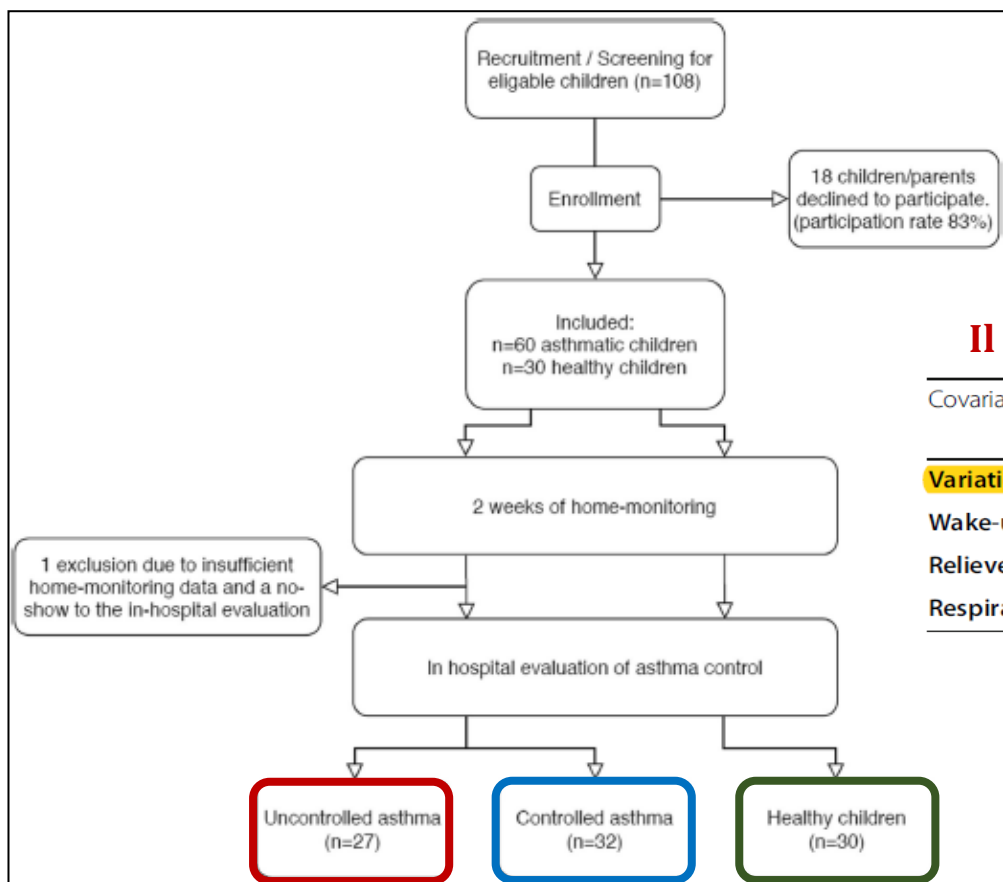 Recruitment / Screening for
eligable children (n=108)
Enrollment
18 children/parents
declined to participate.
(participation rate 83%)
Included:
n=60 asthmatic children
n=30 healthy children
2 weeks of home-monitoring
1 exclusion due to insufficient
home-monitoring data and a no-
show to the in-hospital evaluation
In hospital evaluation of asthma control
Uncontrolled asthma
(n=27)
Controlled asthma
(n=32)
Healthy children
(n=30)
Il
Covaria
Variati
Wake-u
Relieve
Respira